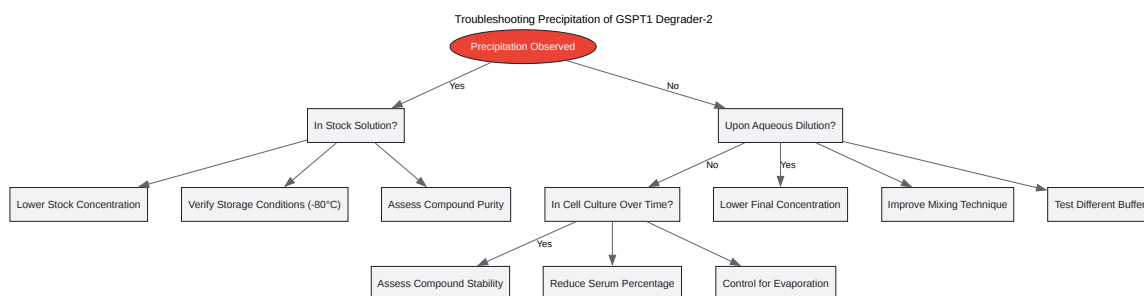 Troubleshooting Precipitation of GSPT1 Degrader-2
Precipitation Observed
Yes
No
In Stock Solution?
Upon Aqueous Dilution?
No
Yes
Lower Stock Concentration
Verify Storage Conditions (-80°C)
Assess Compound Purity
In Cell Culture Over Time?
Lower Final Concentration
Improve Mixing Technique
Test Different Buffer
Yes
Assess Compound Stability
Reduce Serum Percentage
Control for Evaporation